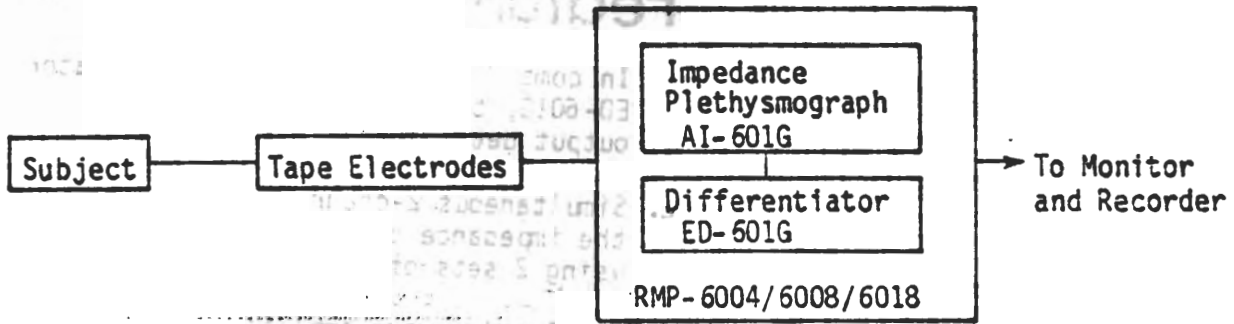 Subject
Tape Electrodes
Impedance
Plethysmograph
AI-601G
Differentiator
ED-601G
RMP-6004/6008/6018
To Monitor
and Recorder